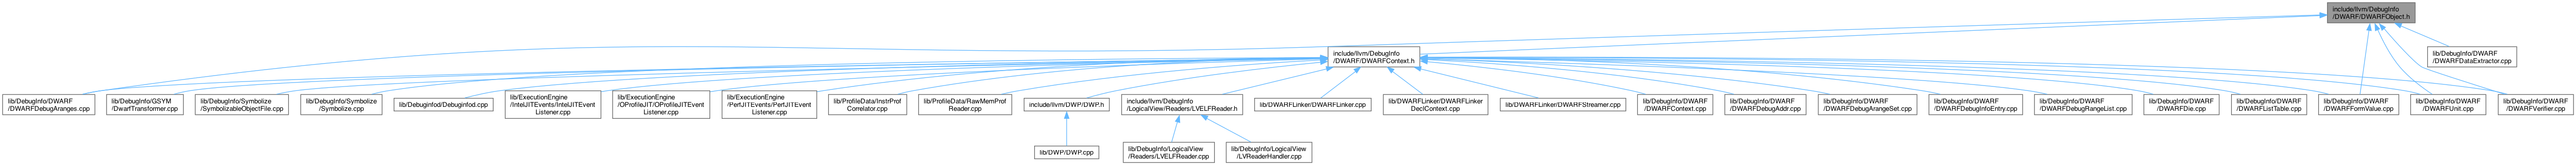 include/llvm/DebugInfo
/DWARF/DWARFObject.h
include/llvm/DebugInfo
/DWARF/DWARFContext.h
lib/DebugInfo/DWARF
/DWARFDataExtractor.cpp
lib/DebugInfo/DWARF
/DWARFDebugAranges.cpp
lib/DebugInfo/GSYM
/DwarfTransformer.cpp
lib/DebugInfo/Symbolize
/SymbolizableObjectFile.cpp
lib/DebugInfo/Symbolize
/Symbolize.cpp
lib/Debuginfod/Debuginfod.cpp
lib/ExecutionEngine
/IntelJITEvents/IntelJITEvent
Listener.cpp
lib/ExecutionEngine
/OProfileJIT/OProfileJITEvent
Listener.cpp
lib/ExecutionEngine
/PerfJITEvents/PerfJITEvent
Listener.cpp
lib/ProfileData/InstrProf
Correlator.cpp
lib/ProfileData/RawMemProf
Reader.cpp
include/llvm/DWP/DWP.h
include/llvm/DebugInfo
/LogicalView/Readers/LVELFReader.h
lib/DWARFLinker/DWARFLinker.cpp
lib/DWARFLinker/DWARFLinker
DeclContext.cpp
lib/DWARFLinker/DWARFStreamer.cpp
lib/DebugInfo/DWARF
/DWARFContext.cpp
lib/DebugInfo/DWARF
/DWARFDebugAddr.cpp
lib/DebugInfo/DWARF
/DWARFDebugArangeSet.cpp
lib/DebugInfo/DWARF
/DWARFDebugInfoEntry.cpp
lib/DebugInfo/DWARF
/DWARFDebugRangeList.cpp
lib/DebugInfo/DWARF
/DWARFDie.cpp
lib/DebugInfo/DWARF
/DWARFListTable.cpp
lib/DebugInfo/DWARF
/DWARFFormValue.cpp
lib/DebugInfo/DWARF
/DWARFUnit.cpp
lib/DebugInfo/DWARF
/DWARFVerifier.cpp
lib/DWP/DWP.cpp
lib/DebugInfo/LogicalView
/Readers/LVELFReader.cpp
lib/DebugInfo/LogicalView
/LVReaderHandler.cpp